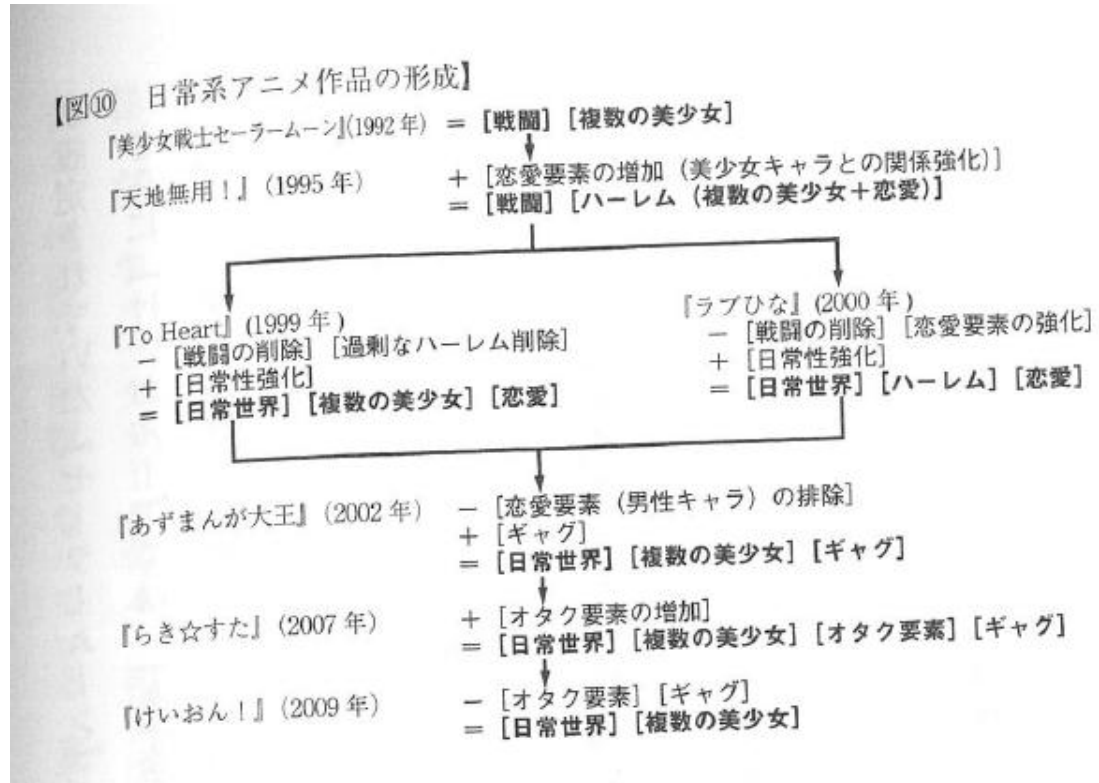 【図⑩　日常系アニメ作品の形成】
『美少女戦士セーラームーン』(1992年) = [戦闘] [複数の美少女]
『天地無用！』（1995年） + [恋愛要素の増加（美少女キャラとの関係強化）]
= [戦闘] [ハーレム（複数の美少女＋恋愛）]
『To Heart』(1999年)
− [戦闘の削除] [過剰なハーレム削除]
+ [日常性強化]
= [日常世界] [複数の美少女] [恋愛]
『ラブひな』(2000年)
− [戦闘の削除] [恋愛要素の強化]
+ [日常性強化]
= [日常世界] [ハーレム] [恋愛]
『あずまんが大王』（2002年） − [恋愛要素（男性キャラ）の排除]
+ [ギャグ]
= [日常世界] [複数の美少女] [ギャグ]
『らき☆すた』（2007年） + [オタク要素の増加]
= [日常世界] [複数の美少女] [オタク要素] [ギャグ]
『けいおん！』（2009年） − [オタク要素] [ギャグ]
= [日常世界] [複数の美少女]